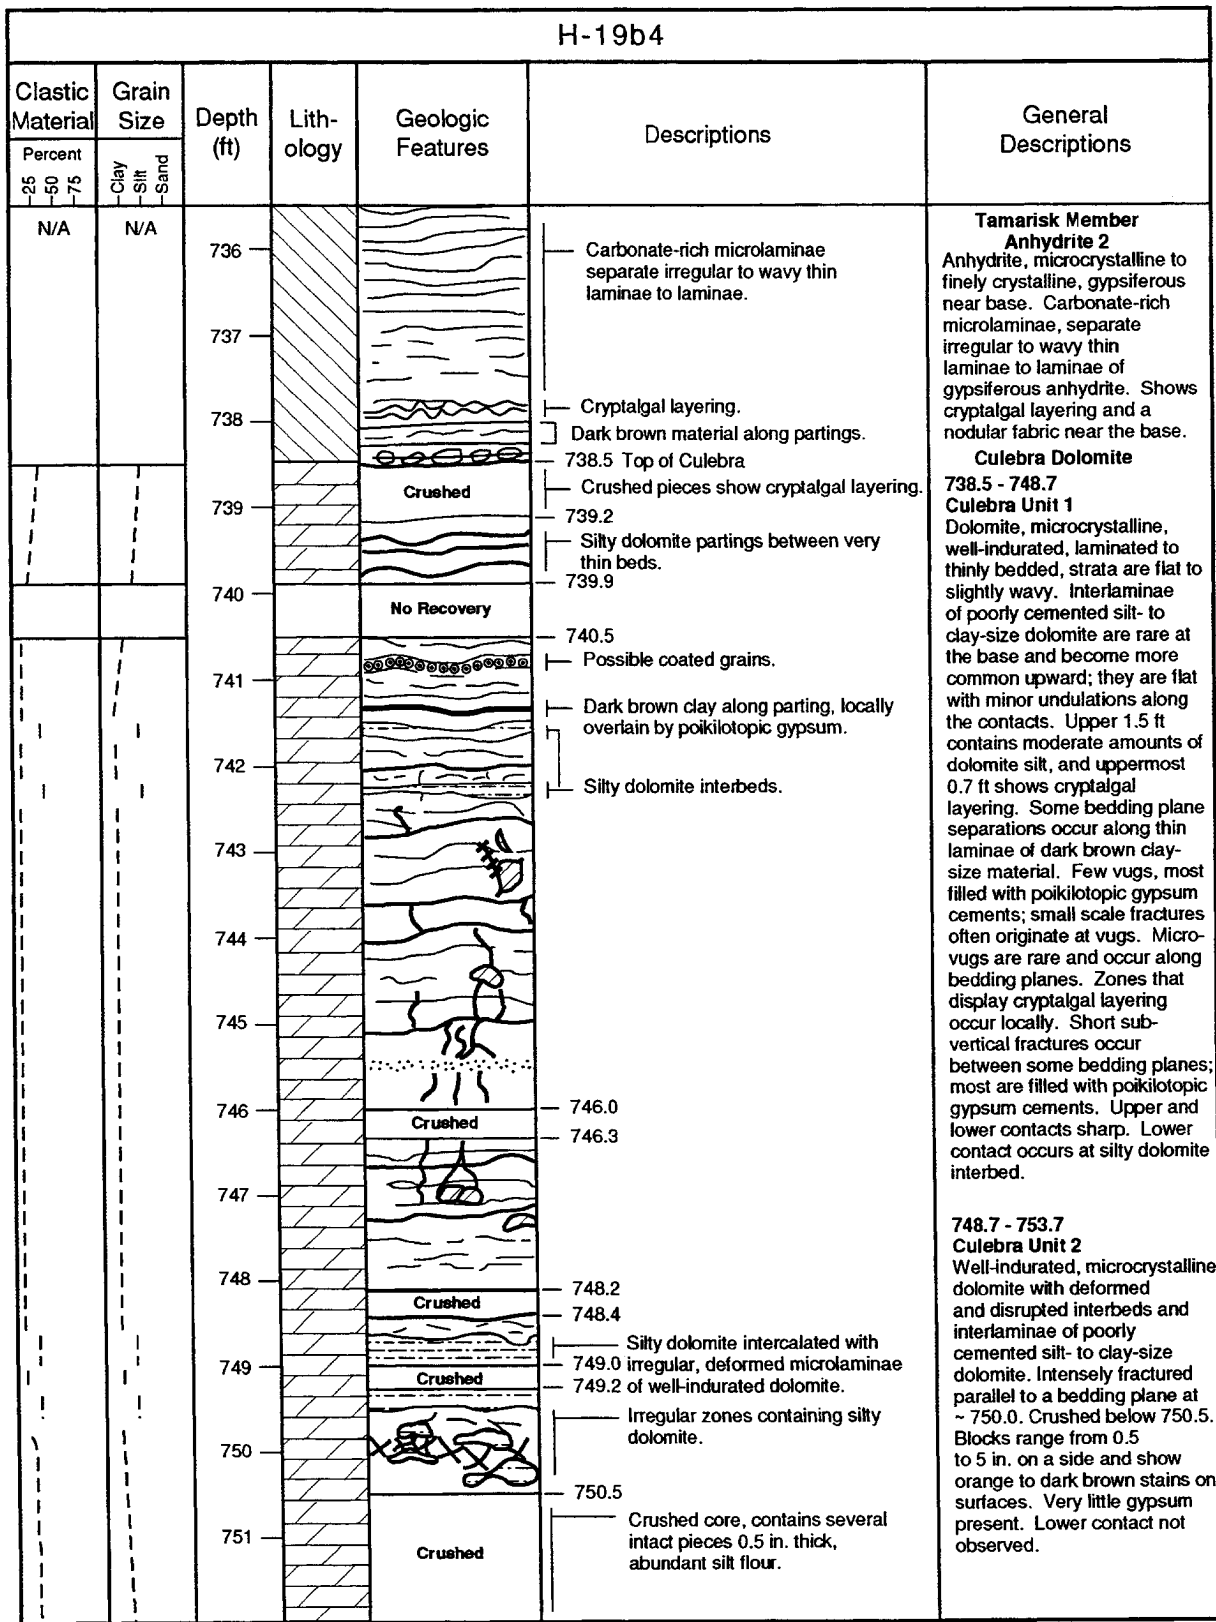 H-19b4
Clastic
Material
Percent
25
50
75
Grain
Size
Clay
Silt
Sand
Depth
(ft)
Lith-
ology
Geologic
Features
Descriptions
General
Descriptions
N/A
N/A
736
737
738
739
740
741
742
743
744
745
746
747
748
749
750
751
Crushed
No Recovery
Crushed
Crushed
Crushed
Crushed
Carbonate-rich microlaminae
separate irregular to wavy thin
laminae to laminae.
Cryptalgal layering.
Dark brown material along partings.
738.5 Top of Culebra
Crushed pieces show cryptalgal layering.
739.2
Silty dolomite partings between very
thin beds.
739.9
740.5
Possible coated grains.
Dark brown clay along parting, locally
overlain by poikilotopic gypsum.
Silty dolomite interbeds.
746.0
746.3
748.2
748.4
Silty dolomite intercalated with
749.0 irregular, deformed microlaminae
749.2 of well-indurated dolomite.
Irregular zones containing silty
dolomite.
750.5
Crushed core, contains several
intact pieces 0.5 in. thick,
abundant silt flour.
Tamarisk Member
Anhydrite 2
Anhydrite, microcrystalline to
finely crystalline, gypsiferous
near base. Carbonate-rich
microlaminae, separate
irregular to wavy thin
laminae to laminae of
gypsiferous anhydrite. Shows
cryptalgal layering and a
nodular fabric near the base.
Culebra Dolomite
738.5 - 748.7
Culebra Unit 1
Dolomite, microcrystalline,
well-indurated, laminated to
thinly bedded, strata are flat to
slightly wavy. Interlaminae
of poorly cemented silt- to
clay-size dolomite are rare at
the base and become more
common upward; they are flat
with minor undulations along
the contacts. Upper 1.5 ft
contains moderate amounts of
dolomite silt, and uppermost
0.7 ft shows cryptalgal
layering. Some bedding plane
separations occur along thin
laminae of dark brown clay-
size material. Few vugs, most
filled with poikilotopic gypsum
cements; small scale fractures
often originate at vugs. Micro-
vugs are rare and occur along
bedding planes. Zones that
display cryptalgal layering
occur locally. Short sub-
vertical fractures occur
between some bedding planes;
most are filled with poikilotopic
gypsum cements. Upper and
lower contacts sharp. Lower
contact occurs at silty dolomite
interbed.
748.7 - 753.7
Culebra Unit 2
Well-indurated, microcrystalline
dolomite with deformed
and disrupted interbeds and
interlaminae of poorly
cemented silt- to clay-size
dolomite. Intensely fractured
parallel to a bedding plane at
~ 750.0. Crushed below 750.5.
Blocks range from 0.5
to 5 in. on a side and show
orange to dark brown stains on
surfaces. Very little gypsum
present. Lower contact not
observed.